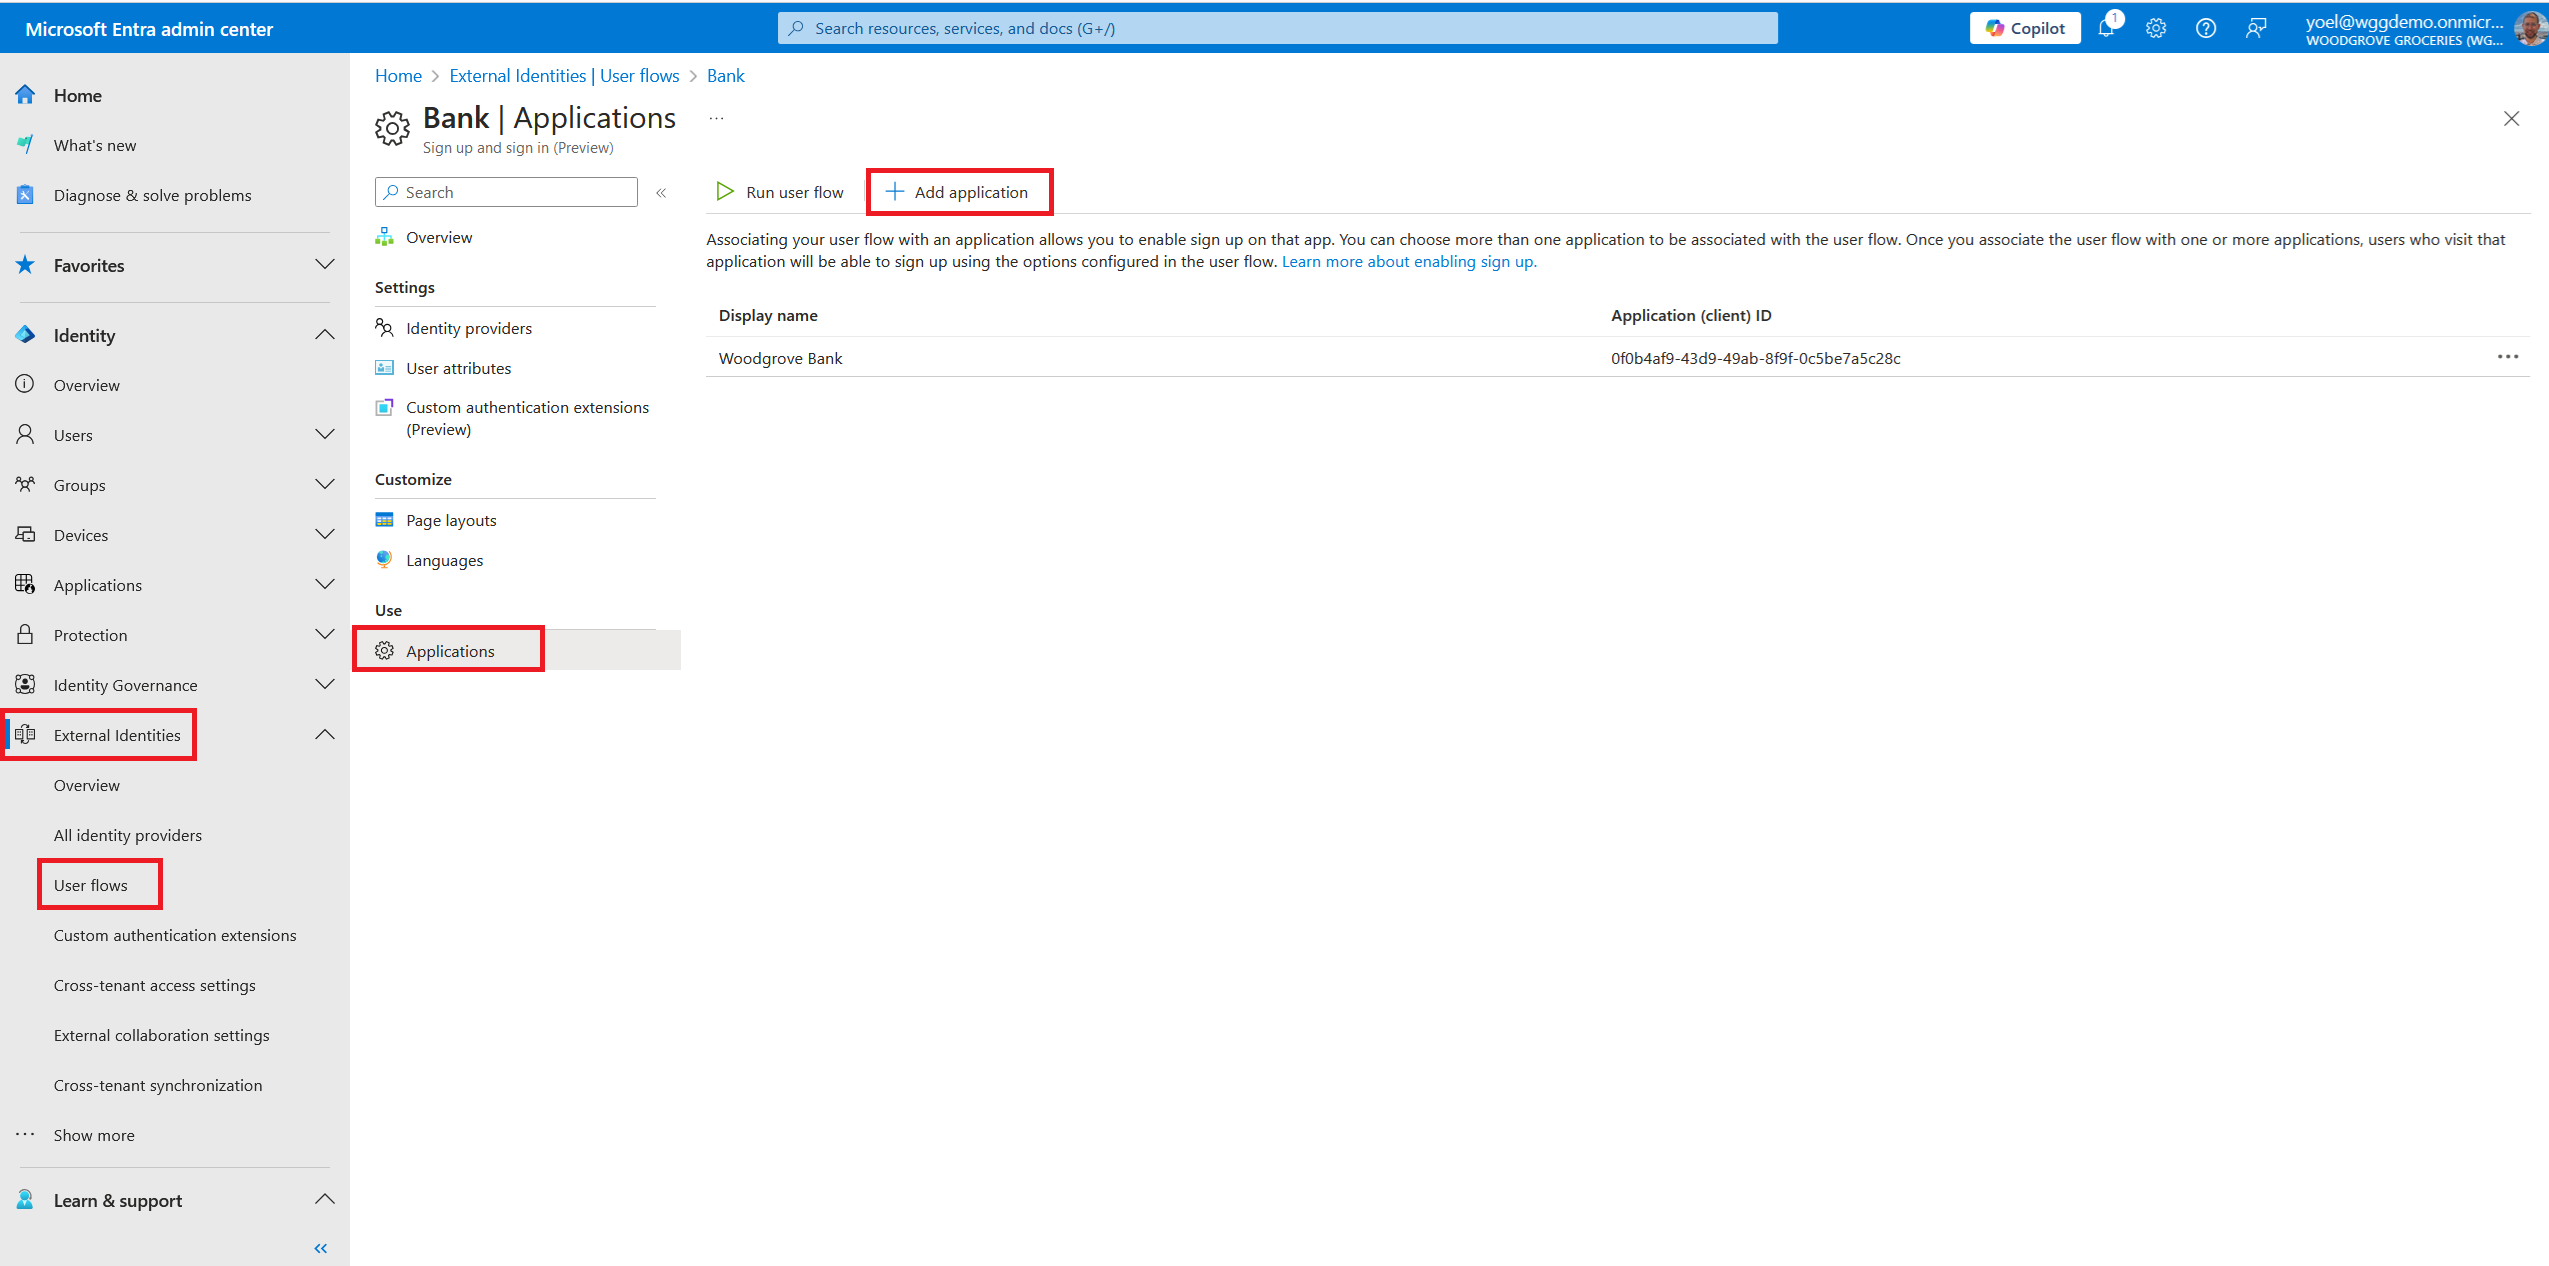 Microsoft Entra admin center
Search resources, services, and docs (G+/)
Copilot
1
yoel@wggdemo.onmicr...
WOODGROVE GROCERIES (WG...
Home
What's new
Diagnose & solve problems
Favorites
Identity
Overview
Users
Groups
Devices
Applications
Protection
Identity Governance
External Identities
Overview
All identity providers
User flows
Custom authentication extensions
Cross-tenant access settings
External collaboration settings
Cross-tenant synchronization
Show more
Learn & support
Home > External Identities | User flows > Bank
Bank | Applications
Sign up and sign in (Preview)
Search
Overview
Settings
Identity providers
User attributes
Custom authentication extensions
(Preview)
Customize
Page layouts
Languages
Use
Applications
Run user flow
Add application
Associating your user flow with an application allows you to enable sign up on that app. You can choose more than one application to be associated with the user flow. Once you associate the user flow with one or more applications, users who visit that
application will be able to sign up using the options configured in the user flow. Learn more about enabling sign up.
Display name Application (client) ID
Woodgrove Bank 0f0b4af9-43d9-49ab-8f9f-0c5be7a5c28c